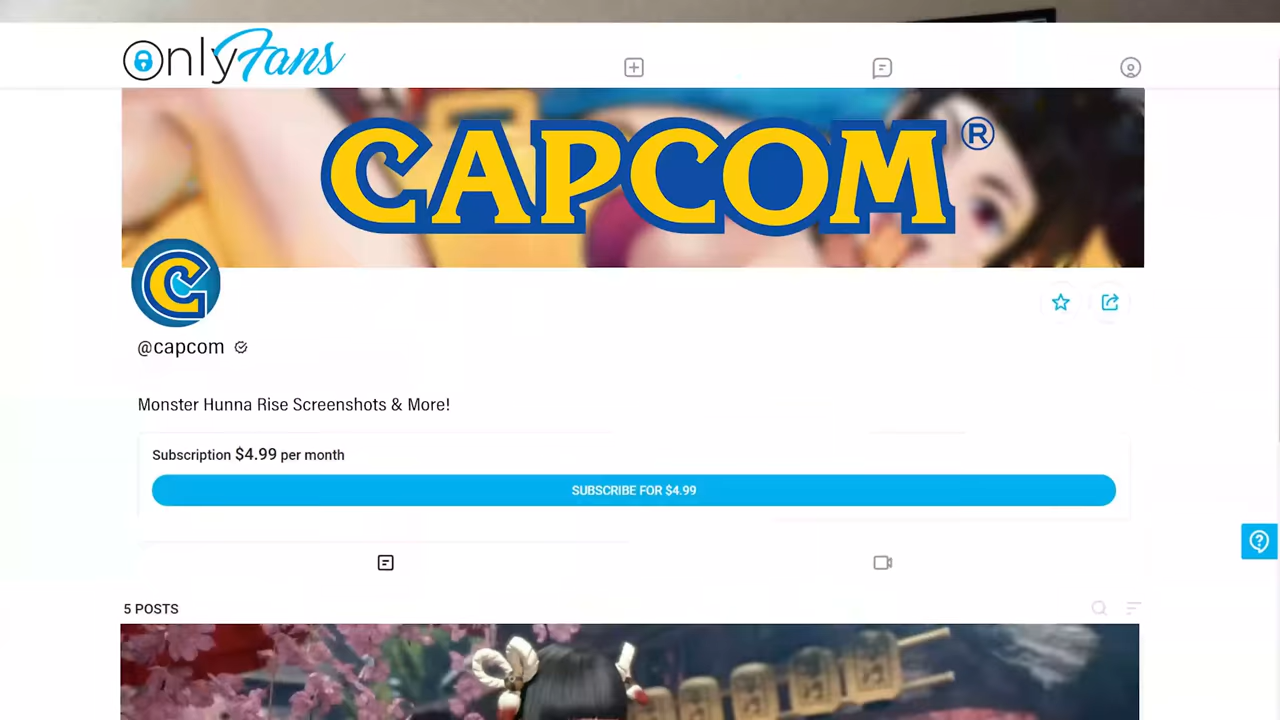 OnlyFans
CAPCOM®
@capcom
Monster Hunna Rise Screenshots & More!
Subscription $4.99 per month
SUBSCRIBE FOR $4.99
5 POSTS